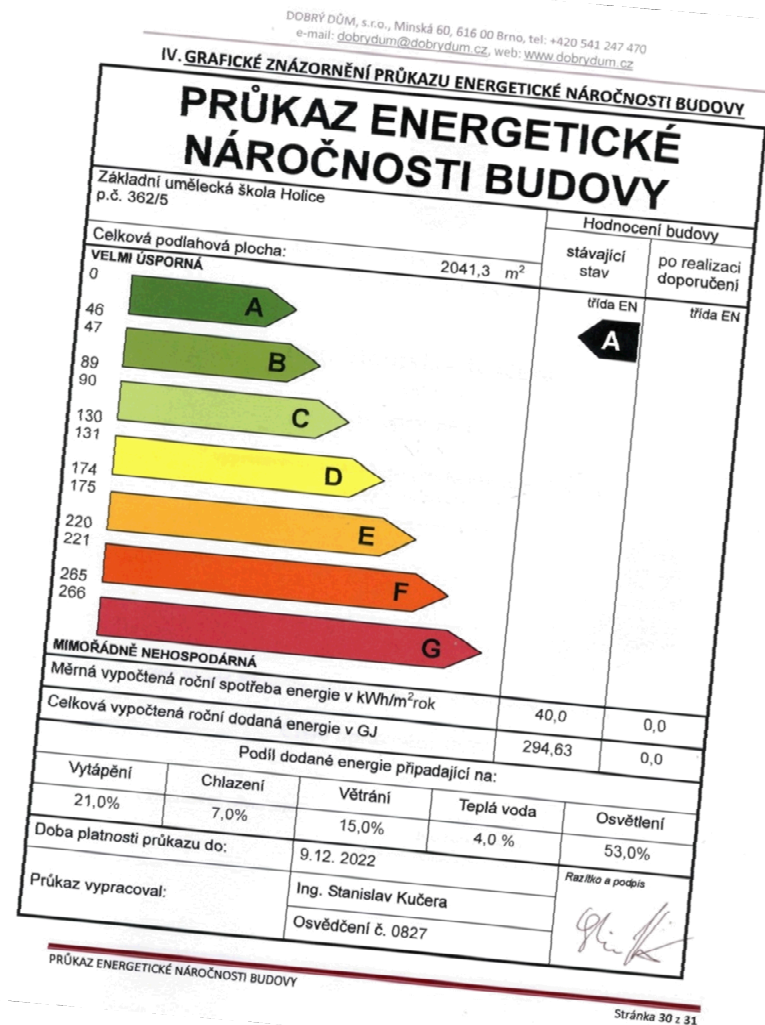 DOBRÝ DŮM, s.r.o., Minská 60, 616 00 Brno, tel: +420 541 247 470
e-mail: dobrydum@dobrydum.cz, web: www.dobrydum.cz
IV. GRAFICKÉ ZNÁZORNĚNÍ PRŮKAZU ENERGETICKÉ NÁROČNOSTI BUDOVY
PRŮKAZ ENERGETICKÉ
NÁROČNOSTI BUDOVY
Základní umělecká škola Holice
p.č. 362/5
Hodnocení budovy
Celková podlahová plocha: 2041,3 m²
stávající stav
po realizaci doporučení
VELMI ÚSPORNÁ
třída EN třída EN
0
46 A A
47
89 B
90
130 C
131
174 D
175
220 E
221
265 F
266
G
MIMOŘÁDNĚ NEHOSPODÁRNÁ
Měrná vypočtená roční spotřeba energie v kWh/m²rok 40,0 0,0
Celková vypočtená roční dodaná energie v GJ 294,63 0,0
Podíl dodané energie připadající na:
Vytápění Chlazení Větrání Teplá voda Osvětlení
21,0% 7,0% 15,0% 4,0 % 53,0%
Doba platnosti průkazu do: 9.12. 2022
Průkaz vypracoval: Ing. Stanislav Kučera
Razítko a podpis
Osvědčení č. 0827
PRŮKAZ ENERGETICKÉ NÁROČNOSTI BUDOVY
Stránka 30 z 31